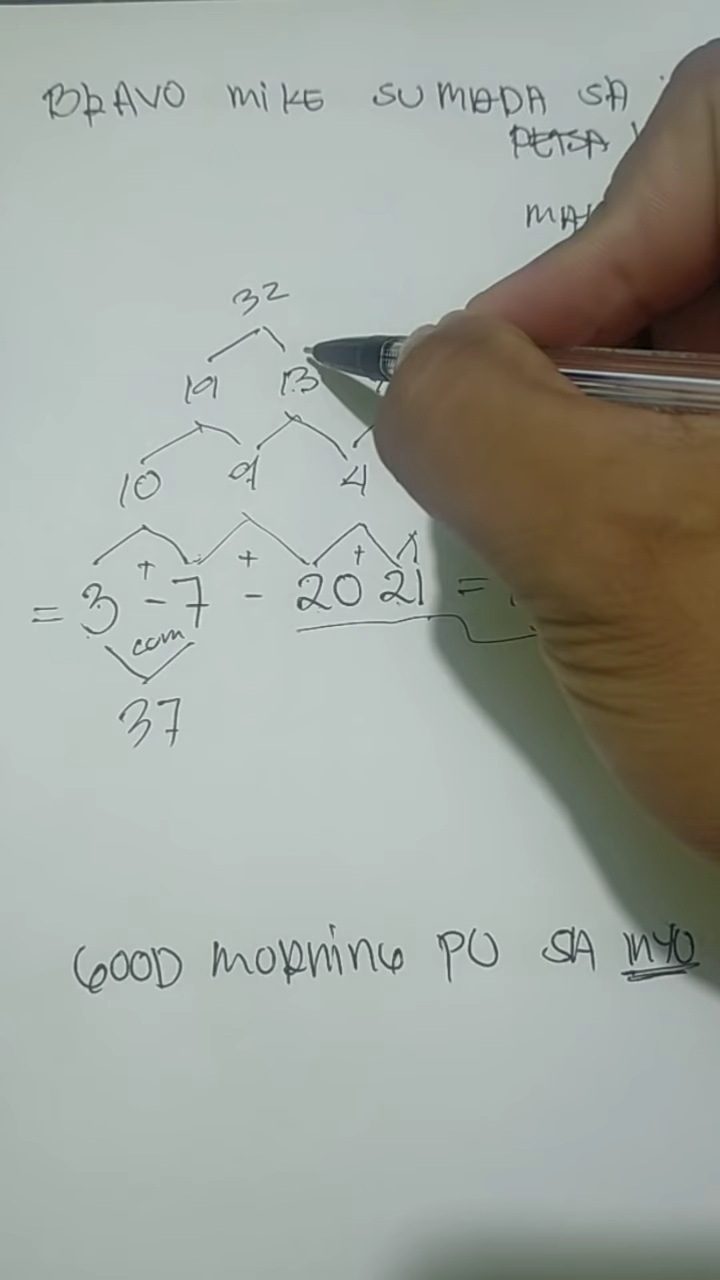 BRAVO MIKE SUMADA SA
PETSA
32
19 13
10 9 4
+ + +
= 3 - 7 - 20 21 =
com
37
GOOD MORNING PO SA INYO